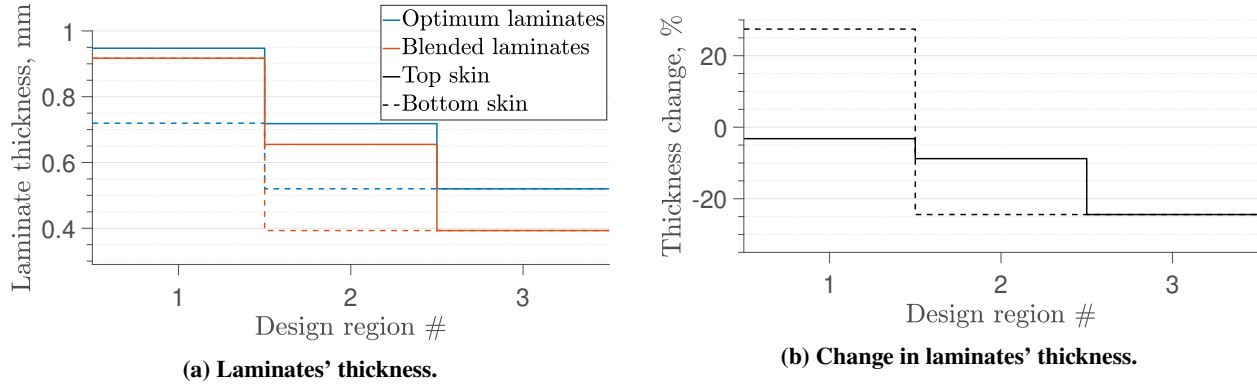 Laminate thickness, mm
1
0.8
0.6
0.4
1 2 3
Design region #
Optimum laminates
Blended laminates
Top skin
Bottom skin
(a) Laminates’ thickness.
Thickness change, %
20
0
-20
1 2 3
Design region #
(b) Change in laminates’ thickness.